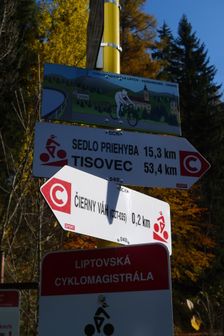 SEDLO PRIEHYBA 15,3 km
TISOVEC 53,4 km
C
C
ČIERNY VÁH 0,2 km
LIPTOVSKÁ
CYKLOMAGISTRÁLA